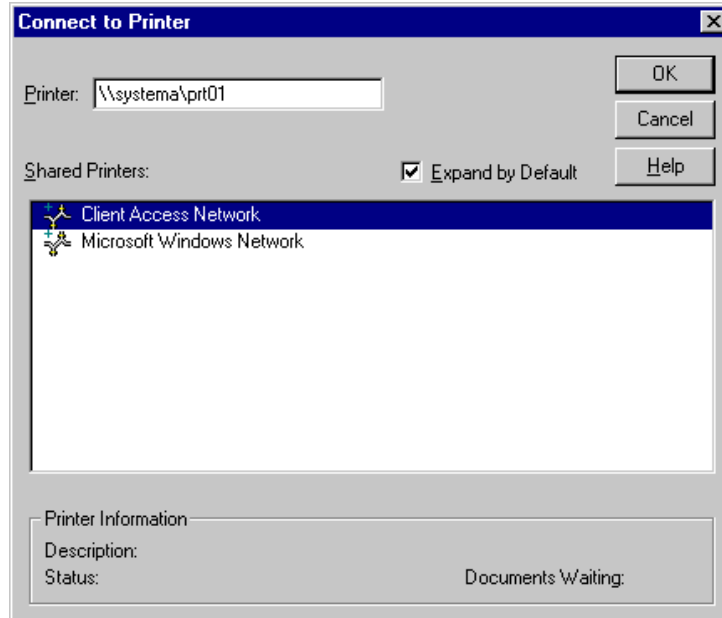 Connect to Printer
Printer: \\systema\prt01
OK
Cancel
Shared Printers:
Expand by Default
Help
Client Access Network
Microsoft Windows Network
Printer Information
Description:
Status:
Documents Waiting: